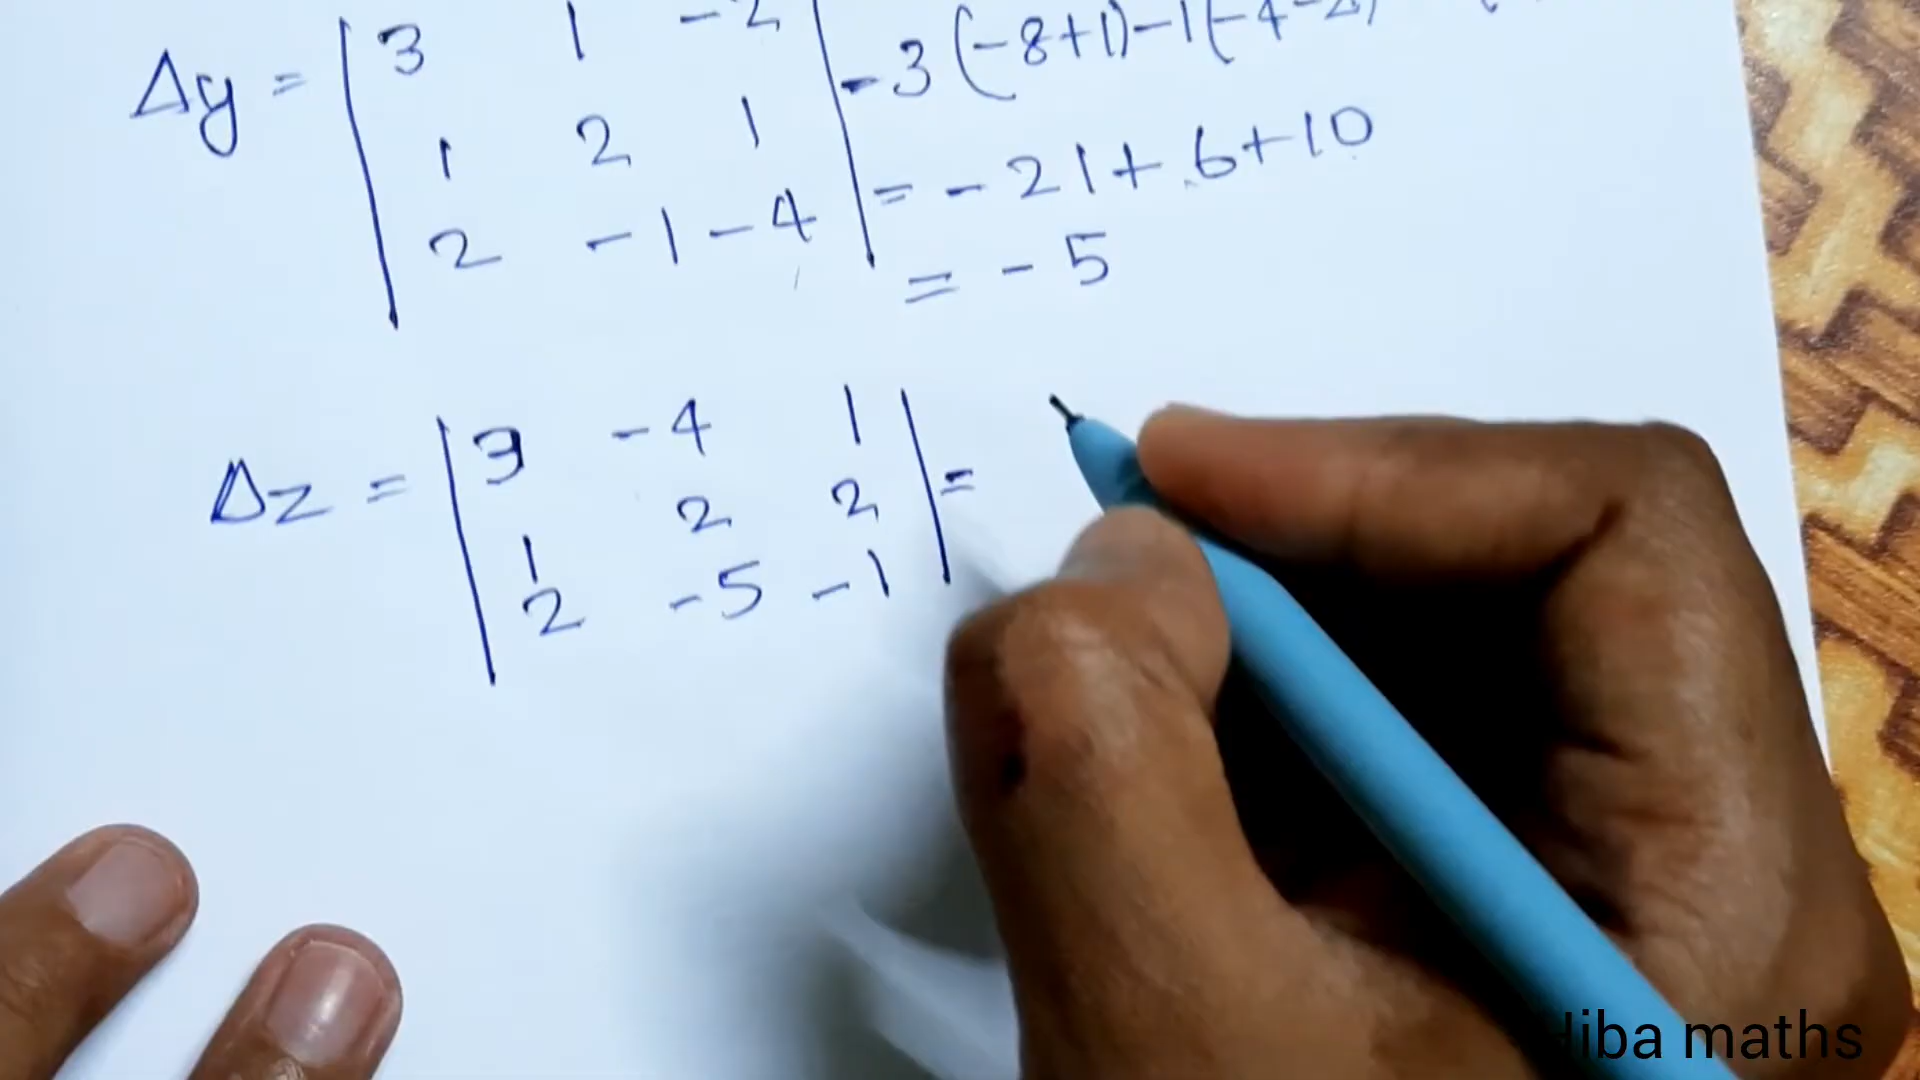 Δy = | 3 1 -2 | = 3(-8+1)-1(-4-2)
1 2 1
2 -1 -4 | = -21+6+10
= -5
Δz = | 3 -4 1 | =
1 2 2
2 -5 -1
Hiba maths